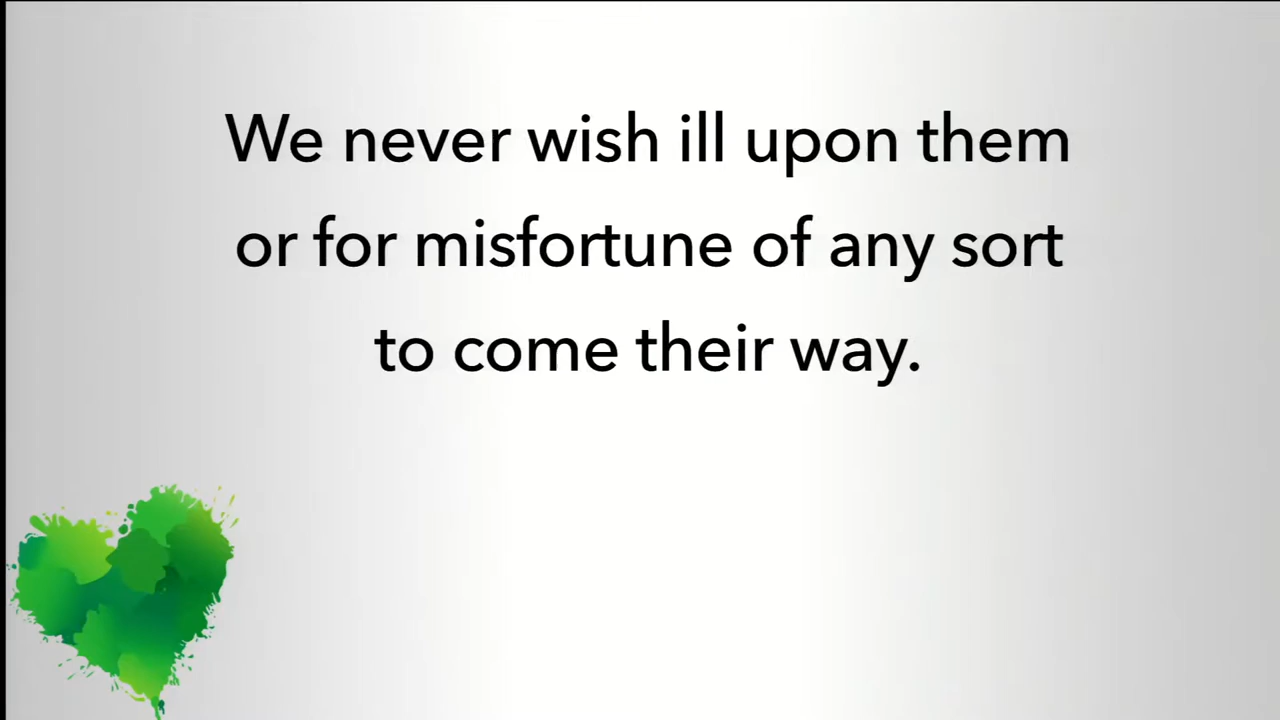 We never wish ill upon them
or for misfortune of any sort
to come their way.